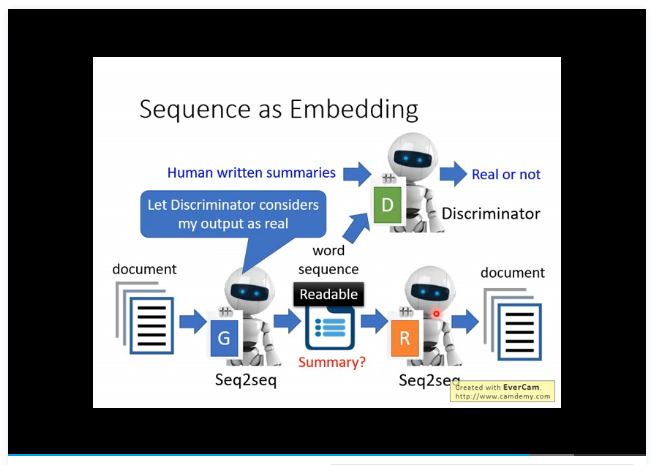 Sequence as Embedding
Human written summaries
Real or not
Let Discriminator considers
my output as real
D
Discriminator
word
sequence
document
document
Readable
G
R
Summary?
Seq2seq
Seq2seq
Created with EverCam.
http://www.camdemy.com